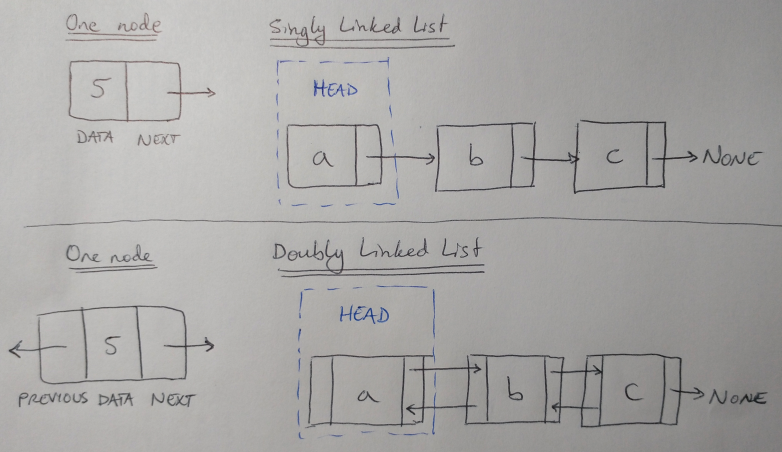 One node
Singly Linked List
HEAD
5
a
b
c
NONE
DATA NEXT
One node
Doubly Linked List
HEAD
5
PREVIOUS DATA NEXT
a
b
c
NONE